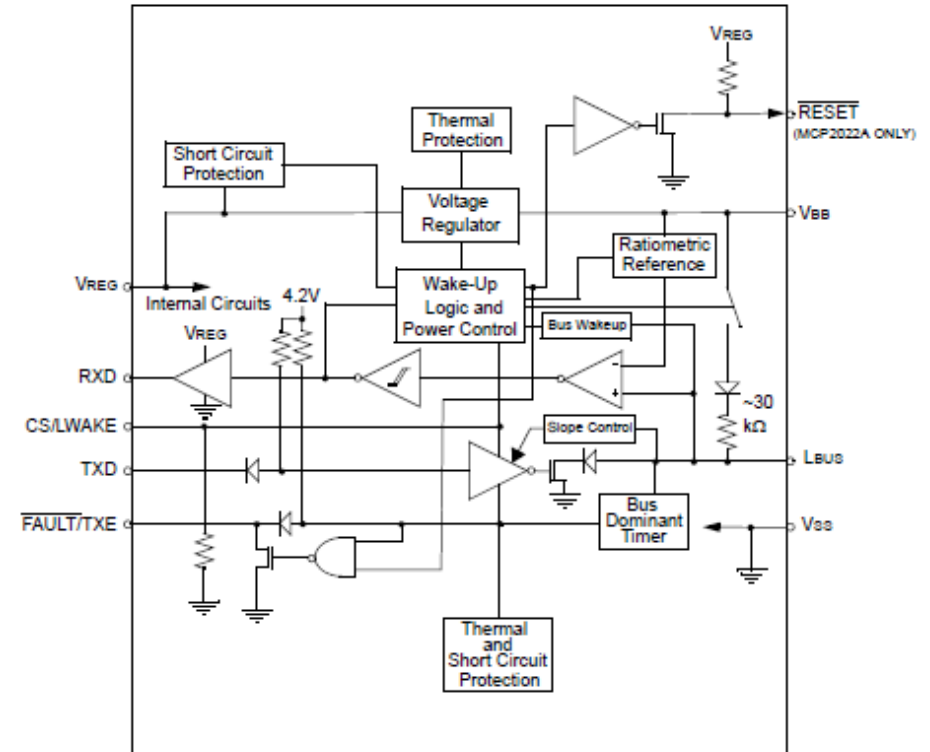 VREG
RESET
(MCP2022A ONLY)
Thermal
Protection
Short Circuit
Protection
Voltage
Regulator
VBB
Ratiometric
Reference
VREG
Internal Circuits
4.2V
Wake-Up
Logic and
Power Control
Bus Wakeup
VREG
RXD
-
+
~30
kΩ
CS/LWAKE
Slope Control
TXD
LBUS
FAULT/TXE
Bus
Dominant
Timer
VSS
Thermal
and
Short Circuit
Protection